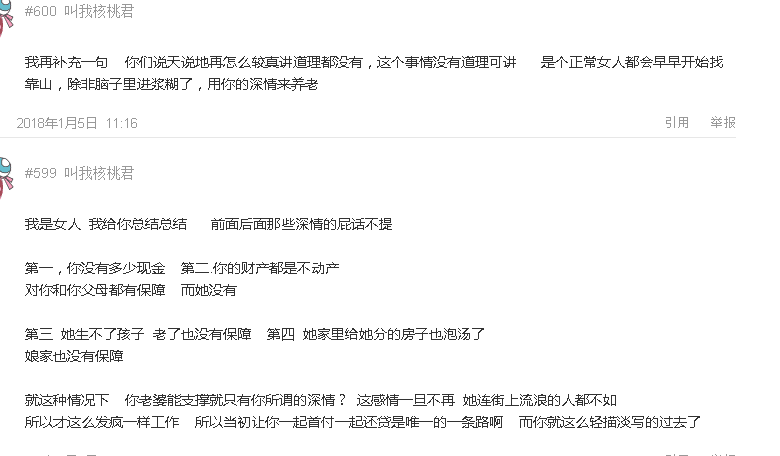 #600 叫我核桃君
我再补充一句 你们说天说地再怎么较真讲道理都没有，这个事情没有道理可讲 是个正常女人都会早早开始找
靠山，除非脑子里进浆糊了，用你的深情来养老
2018年1月5日 11:16 引用 举报
#599 叫我核桃君
我是女人 我给你总结总结 前面后面那些深情的屁话不提
第一，你没有多少现金 第二.你的财产都是不动产
对你和你父母都有保障 而她没有
第三 她生不了孩子 老了也没有保障 第四 她家里给她分的房子也泡汤了
娘家也没有保障
就这种情况下 你老婆能支撑就只有你所谓的深情？ 这感情一旦不再 她连街上流浪的人都不如
所以才这么发疯一样工作 所以当初让你一起首付一起还贷是唯一的一条路啊 而你就这么轻描淡写的过去了